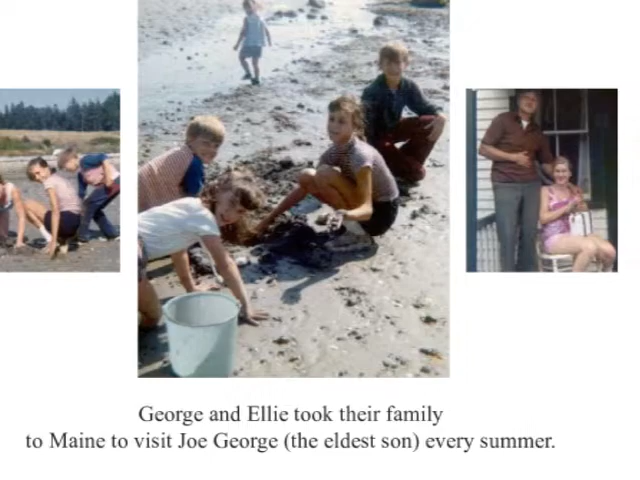 George and Ellie took their family
to Maine to visit Joe George (the eldest son) every summer.